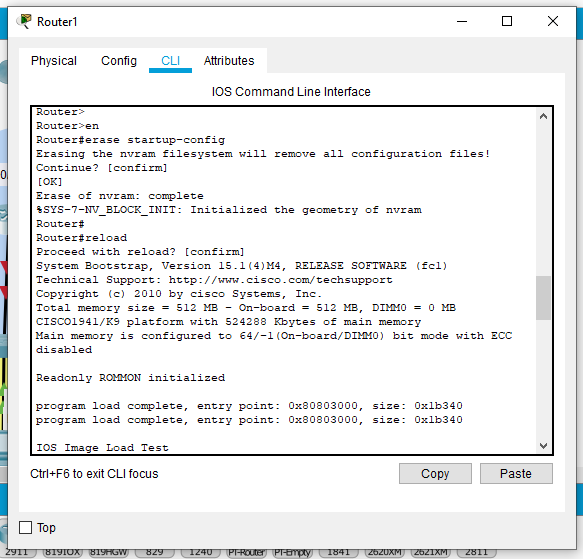 Router1
Physical Config CLI Attributes
IOS Command Line Interface
Router>
Router>en
Router#erase startup-config
Erasing the nvram filesystem will remove all configuration files!
Continue? [confirm]
[OK]
Erase of nvram: complete
%SYS-7-NV_BLOCK_INIT: Initialized the geometry of nvram
Router#
Router#reload
Proceed with reload? [confirm]
System Bootstrap, Version 15.1(4)M4, RELEASE SOFTWARE (fc1)
Technical Support: http://www.cisco.com/techsupport
Copyright (c) 2010 by cisco Systems, Inc.
Total memory size = 512 MB - On-board = 512 MB, DIMM0 = 0 MB
CISCO1941/K9 platform with 524288 Kbytes of main memory
Main memory is configured to 64/-1(On-board/DIMM0) bit mode with ECC
disabled
Readonly ROMMON initialized
program load complete, entry point: 0x80803000, size: 0x1b340
program load complete, entry point: 0x80803000, size: 0x1b340
IOS Image Load Test
Ctrl+F6 to exit CLI focus
Copy Paste
Top
2911 819IOX 819HGW 829 1240 PT-Router PT-Empty 1841 2620XM 2621XM 2811